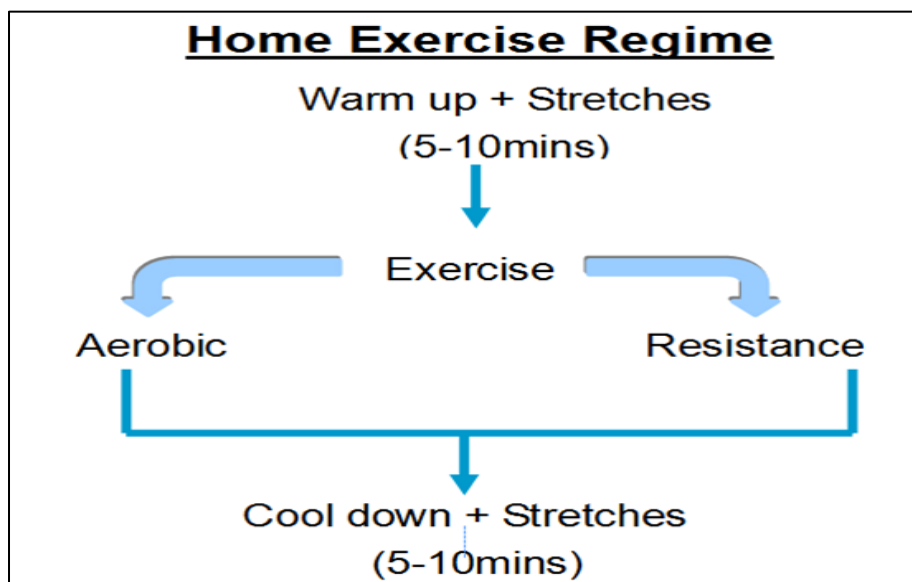 Home Exercise Regime
Warm up + Stretches
(5-10mins)
Exercise
Aerobic
Resistance
Cool down + Stretches
(5-10mins)